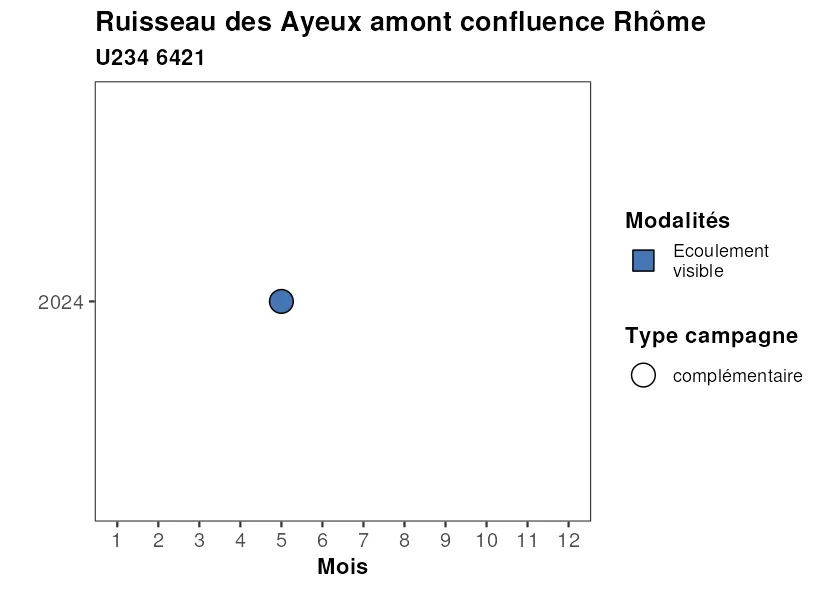 Ruisseau des Ayeux amont confluence Rhôme
U234 6421
2024
1 2 3 4 5 6 7 8 9 10 11 12
Mois
Modalités
Ecoulement
visible
Type campagne
complémentaire